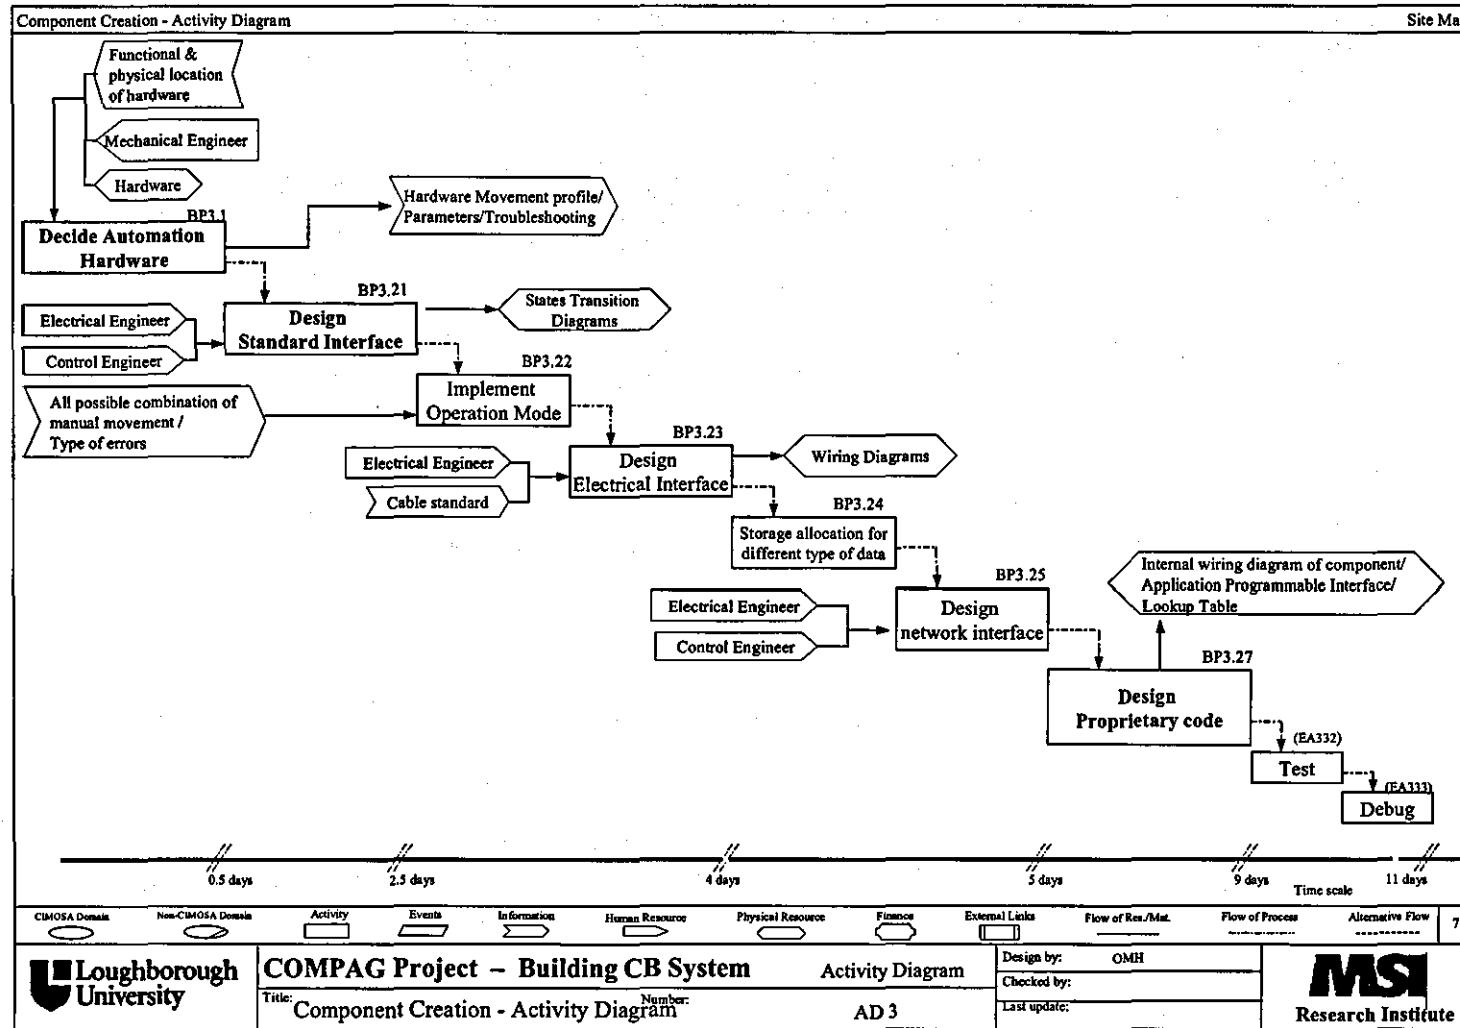 Component Creation - Activity Diagram
Site Ma
Functional &
physical location
of hardware
Mechanical Engineer
Hardware
BP3.1
Decide Automation
Hardware
Hardware Movement profile/
Parameters/Troubleshooting
BP3.21
Design
Standard Interface
States Transition
Diagrams
Electrical Engineer
Control Engineer
BP3.22
Implement
Operation Mode
All possible combination of
manual movement /
Type of errors
BP3.23
Design
Electrical Interface
Wiring Diagrams
Electrical Engineer
Cable standard
BP3.24
Storage allocation for
different type of data
BP3.25
Design
network interface
Electrical Engineer
Control Engineer
Internal wiring diagram of component/
Application Programmable Interface/
Lookup Table
BP3.27
Design
Proprietary code
(EA332)
Test
(EA333)
Debug
0.5 days
2.5 days
4 days
5 days
9 days
Time scale
11 days
CIMOSA Domain
Non-CIMOSA Domain
Activity
Events
Information
Human Resource
Physical Resource
Finance
External Links
Flow of Res./Mat.
Flow of Process
Alternative Flow
7
Loughborough
University
COMPAG Project – Building CB System
Activity Diagram
Title: Component Creation - Activity Diagram
Number: AD 3
Design by: OMH
Checked by:
Last update:
MSI
Research Institute